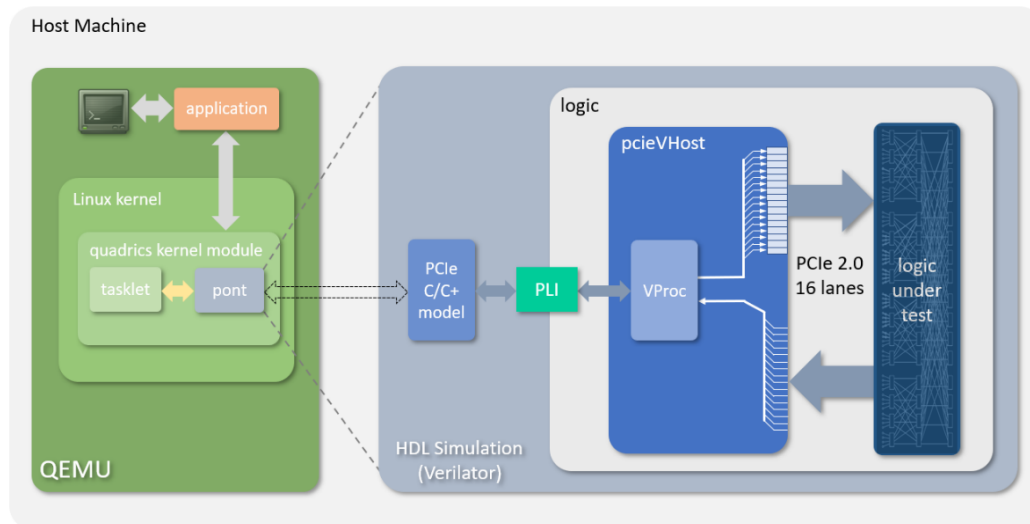 Host Machine
application
Linux kernel
quadrics kernel module
tasklet
pont
QEMU
HDL Simulation
(Verilator)
PCIe
C/C+
model
PLI
logic
pcieVHost
VProc
PCIe 2.0
16 lanes
logic
under
test